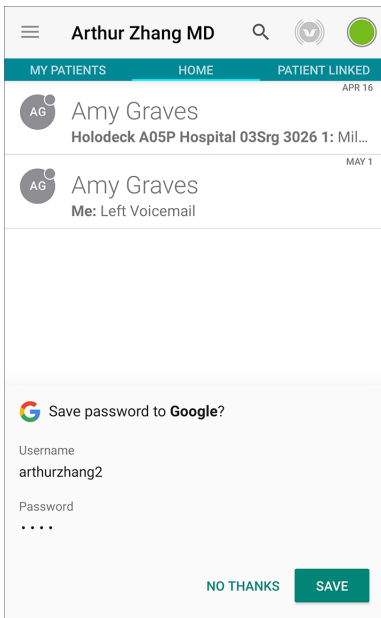 Arthur Zhang MD
MY PATIENTS HOME PATIENT LINKED
APR 16
AG Amy Graves
Holodeck A05P Hospital 03Srg 3026 1: Mil...
MAY 1
AG Amy Graves
Me: Left Voicemail
G Save password to Google?
Username
arthurzhang2
Password
••••
NO THANKS SAVE